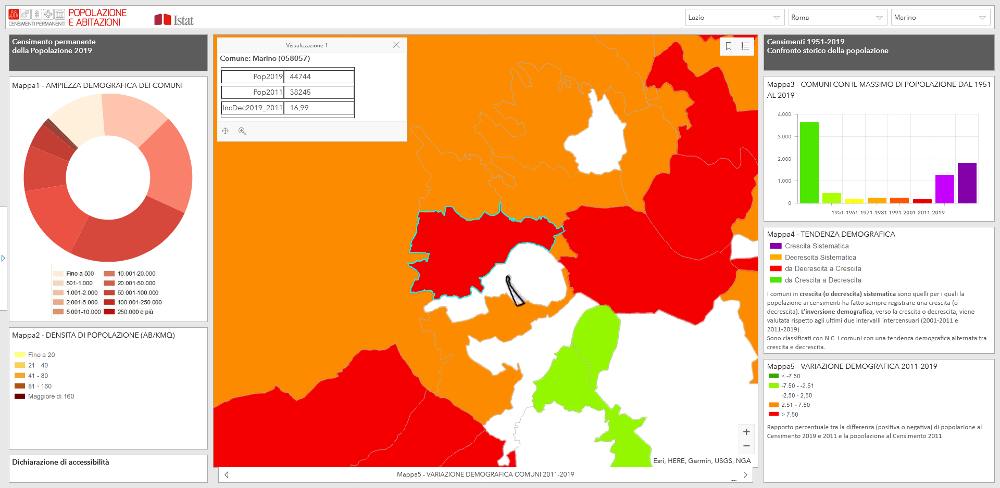 CENSIMENTI PERMANENTI
POPOLAZIONE
E ABITAZIONI
Istat
Lazio
Roma
Marino
Censimento permanente
della Popolazione 2019
Mappa1 - AMPIEZZA DEMOGRAFICA DEI COMUNI
Fino a 500
501-1.000
1.001-2.000
2.001-5.000
5.001-10.000
10.001-20.000
20.001-50.000
50.001-100.000
100.001-250.000
250.000 e più
Mappa2 - DENSITA DI POPOLAZIONE (AB/KMQ)
Fino a 20
21 - 40
41 - 80
81 - 160
Maggiore di 160
Dichiarazione di accessibilità
Visualizzazione 1
Comune: Marino (058057)
Pop2019 44744
Pop2011 38245
IncDec2019_2011 16,99
Esri, HERE, Garmin, USGS, NGA
Mappa5 - VARIAZIONE DEMOGRAFICA COMUNI 2011-2019
Censimenti 1951-2019
Confronto storico della popolazione
Mappa3 - COMUNI CON IL MASSIMO DI POPOLAZIONE DAL 1951
AL 2019
4.000
3.000
2.000
1.000
0
1951-1961-1971-1981-1991-2001-2011-2019
Mappa4 - TENDENZA DEMOGRAFICA
Crescita Sistematica
Decrescita Sistematica
da Decrescita a Crescita
da Crescita a Decrescita
I comuni in crescita (o decrescita) sistematica sono quelli per i quali la
popolazione ai censimenti ha fatto sempre registrare una crescita (o
decrescita). L'inversione demografica, verso la crescita o decrescita, viene
valutata rispetto agli ultimi due intervalli intercensuari (2001-2011 e
2011-2019).
Sono classificati con N.C. i comuni con una tendenza demografica alternata tra
crescita e decrescita.
Mappa5 - VARIAZIONE DEMOGRAFICA 2011-2019
< -7.50
-7.50 - -2.51
-2,50 - 2,50
2.51 - 7.50
> 7.50
Rapporto percentuale tra la differenza (positiva o negativa) di popolazione al
Censimento 2019 e 2011 e la popolazione al Censimento 2011